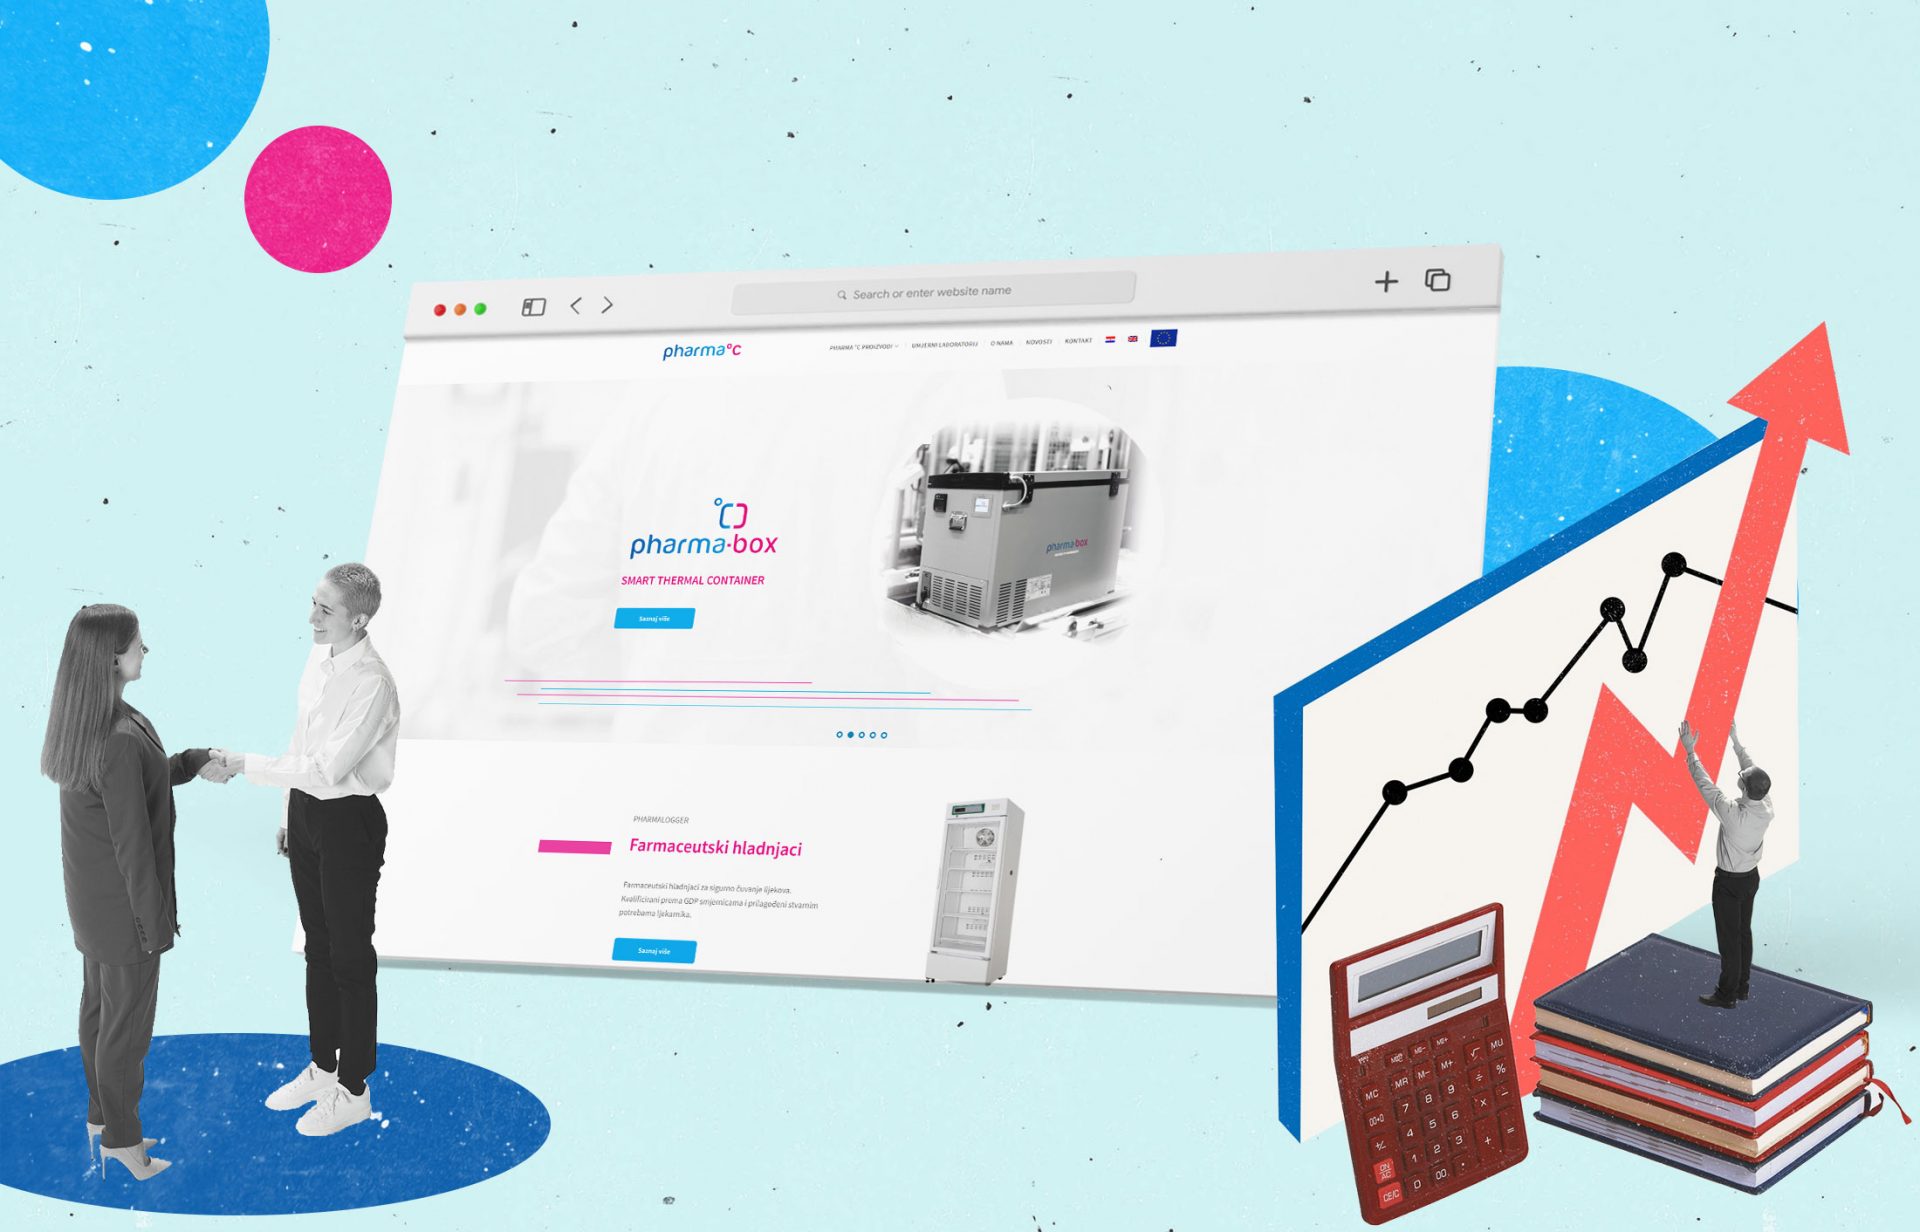 Search or enter website name
pharma°C
PHARMA °C PROIZVODI
UMJERNI LABORATORIJ
O NAMA
NOVOSTI
KONTAKT
pharma·box
SMART THERMAL CONTAINER
Saznaj više
pharma·box
PHARMALOGGER
Farmaceutski hladnjaci
Farmaceutski hladnjaci za sigurno čuvanje lijekova.
Kvalificirani prema GDP smjernicama i prilagođeni stvarnim
potrebama ljekarnika.
Saznaj više
M+
√ MU
MC MR M− M+ ÷ %
00→0 7 8 9 × −
4 5 6
1 2 3 + =
ON
AC
CE/C 0 00 .